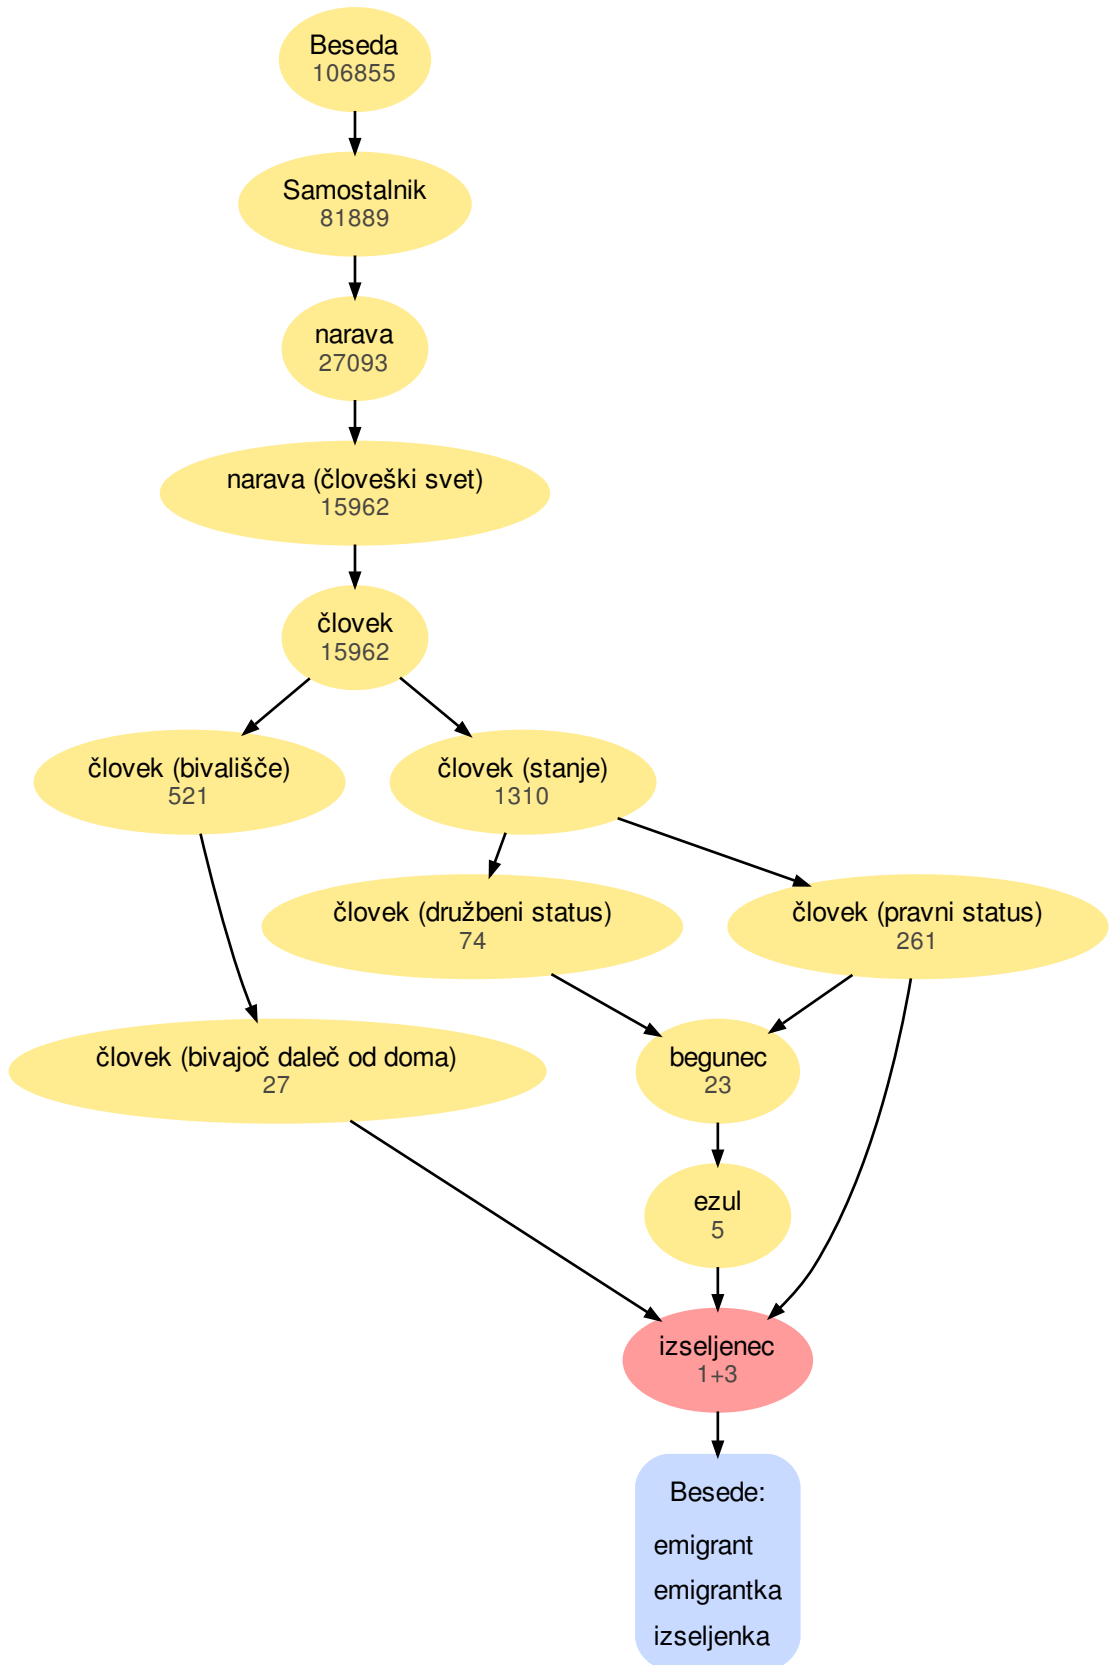 Beseda
106855
Samostalnik
81889
narava
27093
narava (človeški svet)
15962
človek
15962
človek (bivališče)
521
človek (stanje)
1310
človek (družbeni status)
74
človek (pravni status)
261
človek (bivajoč daleč od doma)
27
begunec
23
ezul
5
izseljenec
1+3
Besede:
emigrant
emigrantka
izseljenka